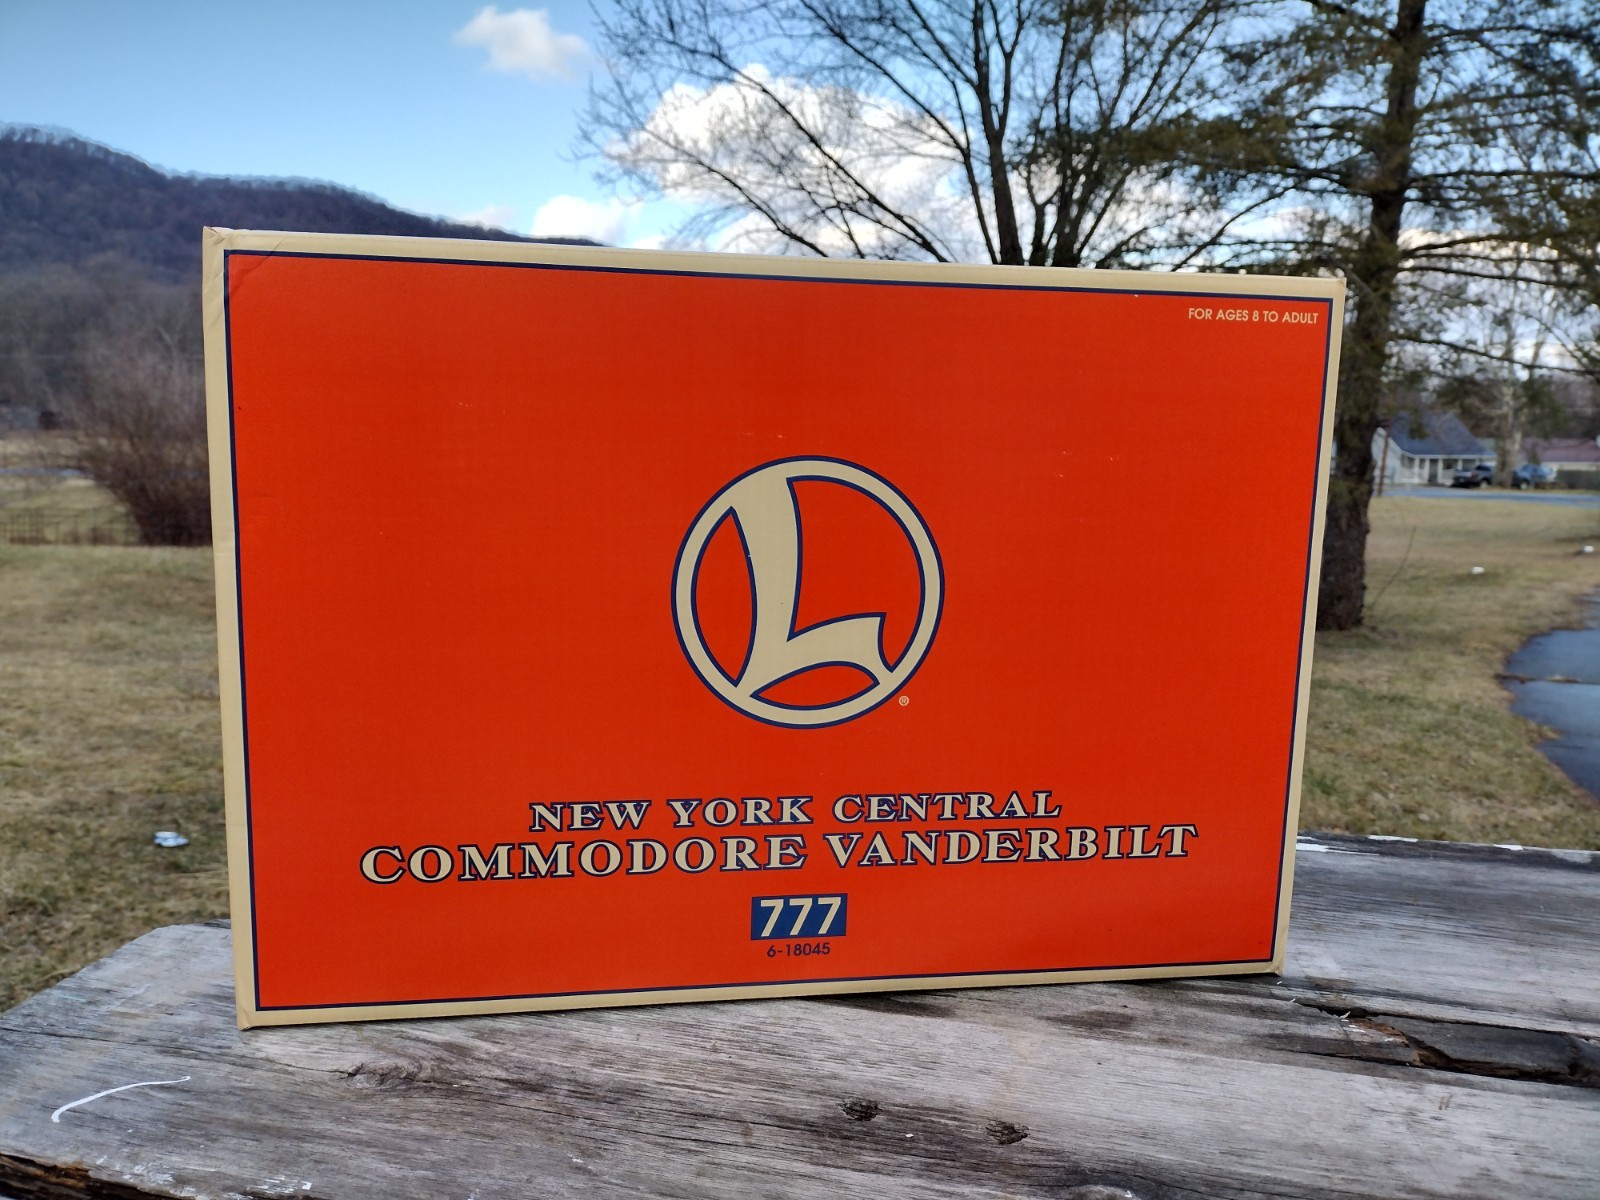 FOR AGES 8 TO ADULT
L
®
NEW YORK CENTRAL
COMMODORE VANDERBILT
777
6-18045